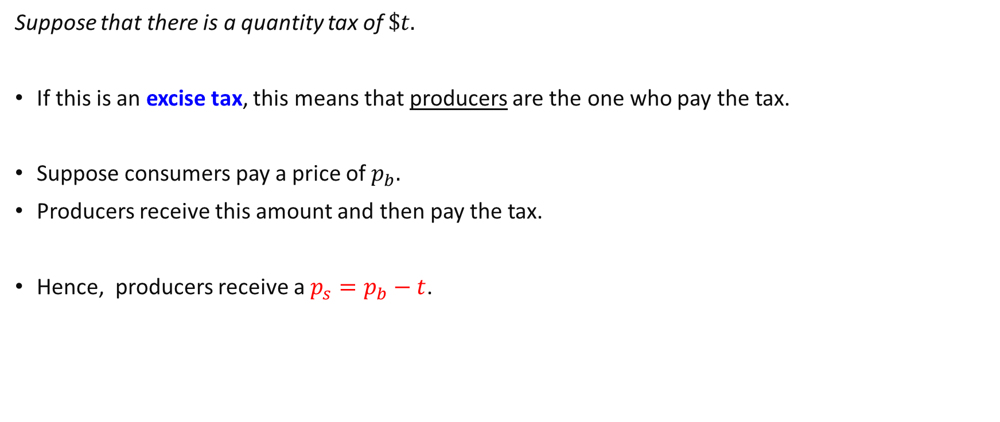 Suppose that there is a quantity tax of $t.
• If this is an excise tax, this means that producers are the one who pay the tax.
• Suppose consumers pay a price of p_b.
• Producers receive this amount and then pay the tax.
• Hence,  producers receive a p_s = p_b − t.